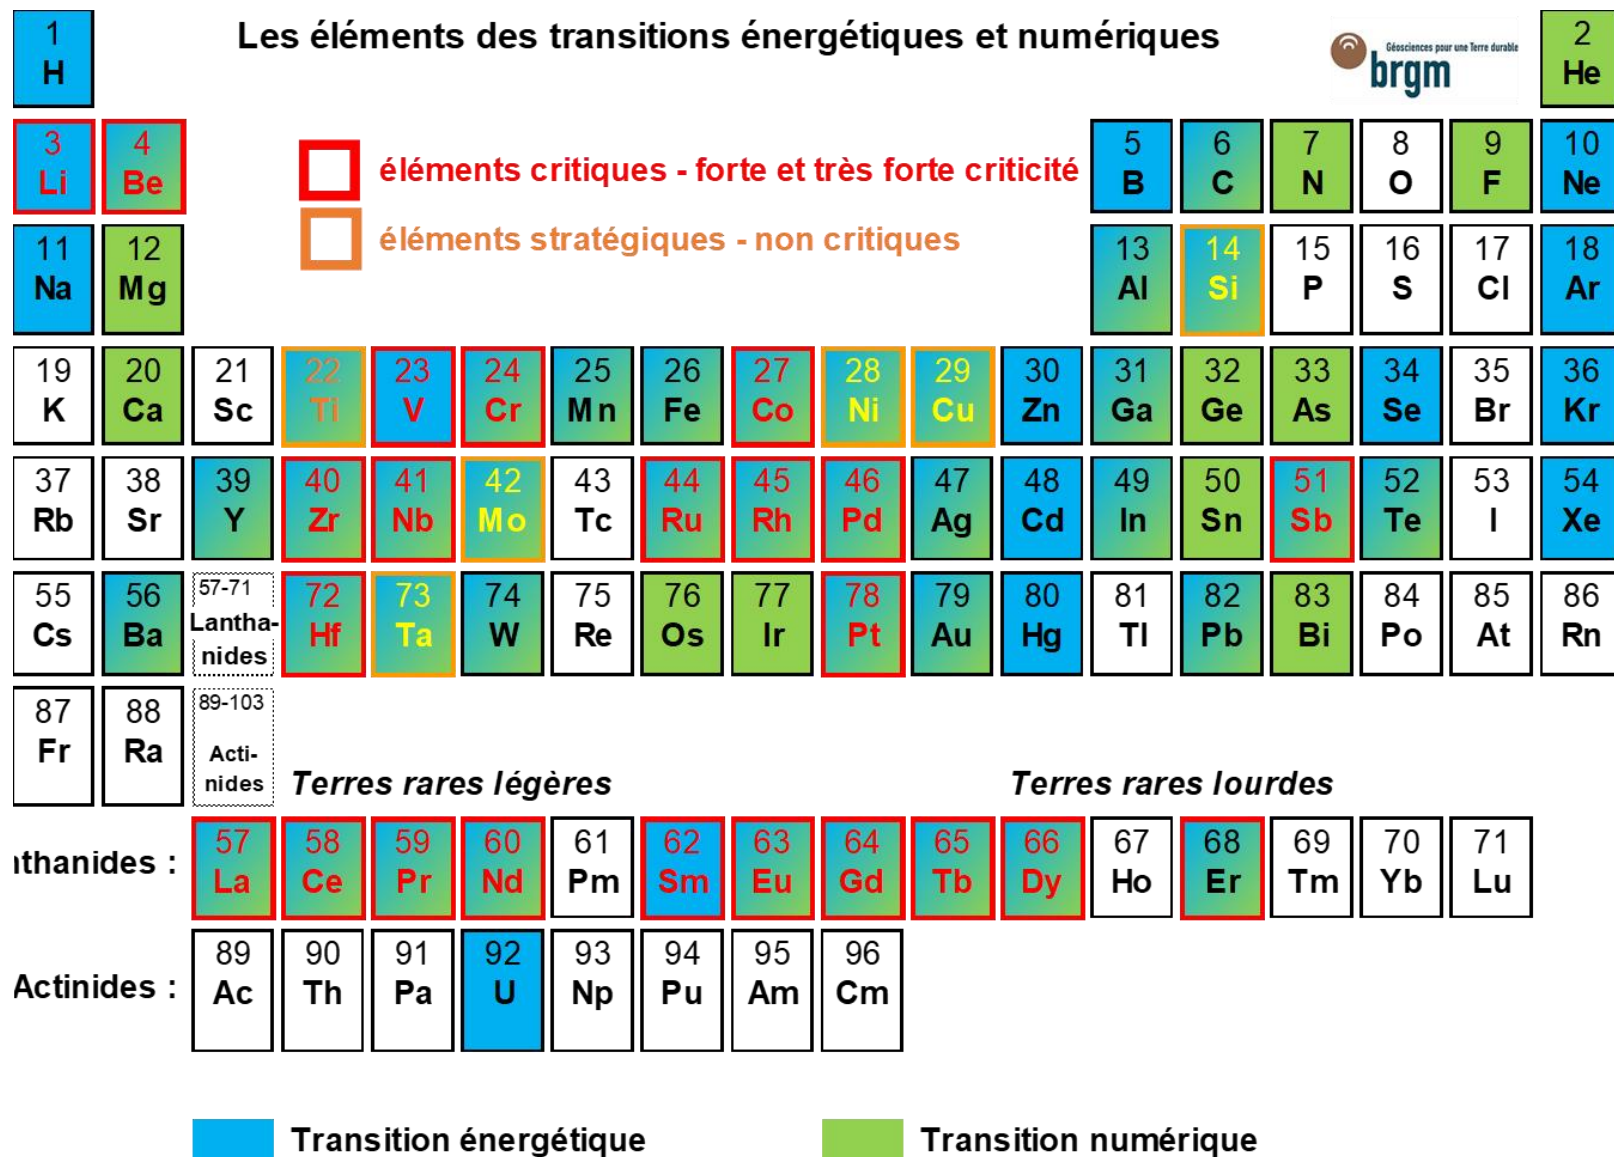 Les éléments des transitions énergétiques et numériques
Géosciences pour une Terre durable
brgm
1 2
H He
3 4 5 6 7 8 9 10
Li Be B C N O F Ne
éléments critiques - forte et très forte criticité
éléments stratégiques - non critiques
11 12 13 14 15 16 17 18
Na Mg Al Si P S Cl Ar
19 20 21 22 23 24 25 26 27 28 29 30 31 32 33 34 35 36
K Ca Sc Ti V Cr Mn Fe Co Ni Cu Zn Ga Ge As Se Br Kr
37 38 39 40 41 42 43 44 45 46 47 48 49 50 51 52 53 54
Rb Sr Y Zr Nb Mo Tc Ru Rh Pd Ag Cd In Sn Sb Te I Xe
55 56 57-71 72 73 74 75 76 77 78 79 80 81 82 83 84 85 86
Cs Ba Lantha- Hf Ta W Re Os Ir Pt Au Hg Tl Pb Bi Po At Rn
nides
87 88 89-103
Fr Ra Acti-
nides
Terres rares légères Terres rares lourdes
57 58 59 60 61 62 63 64 65 66 67 68 69 70 71
nthanides : La Ce Pr Nd Pm Sm Eu Gd Tb Dy Ho Er Tm Yb Lu
89 90 91 92 93 94 95 96
Actinides : Ac Th Pa U Np Pu Am Cm
Transition énergétique Transition numérique